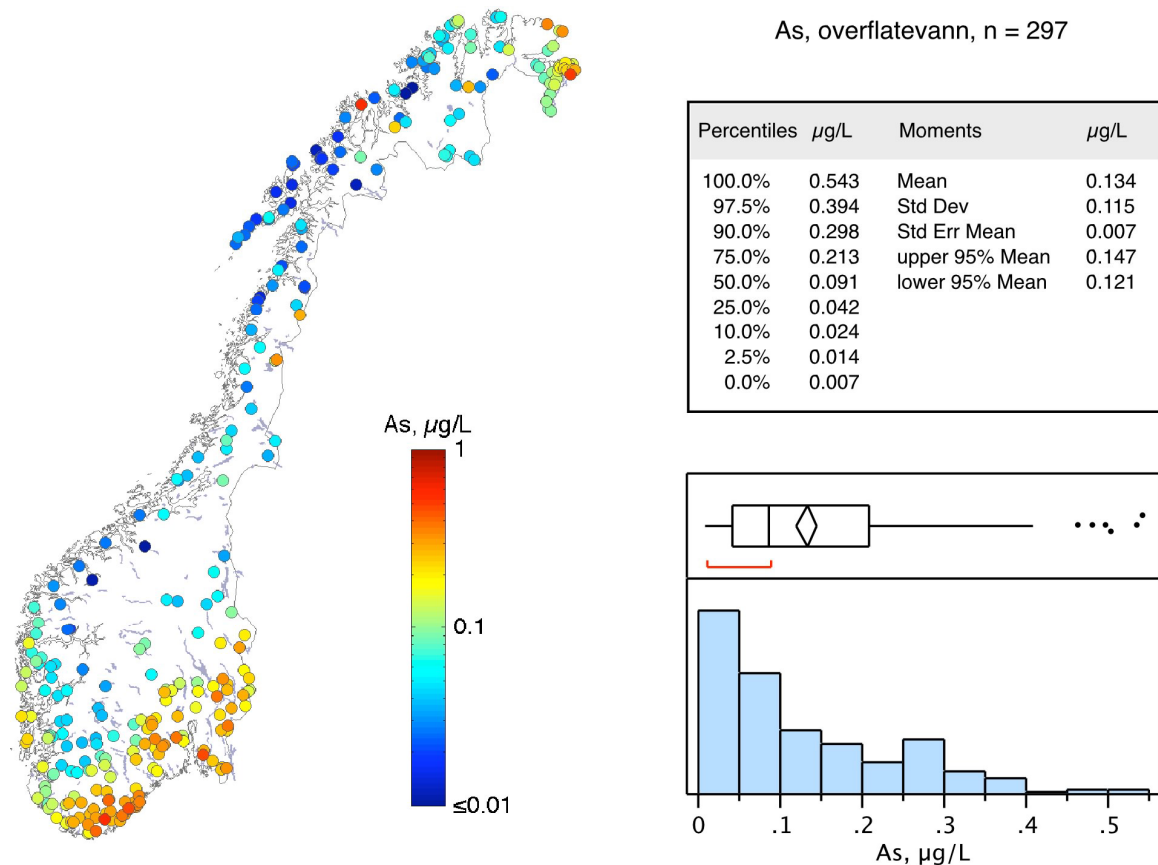 As, overflatevann, n = 297
Percentiles µg/L Moments µg/L
100.0% 0.543 Mean 0.134
97.5% 0.394 Std Dev 0.115
90.0% 0.298 Std Err Mean 0.007
75.0% 0.213 upper 95% Mean 0.147
50.0% 0.091 lower 95% Mean 0.121
25.0% 0.042
10.0% 0.024
2.5% 0.014
0.0% 0.007
As, µg/L
1
0.1
≤0.01
0 .1 .2 .3 .4 .5
As, µg/L